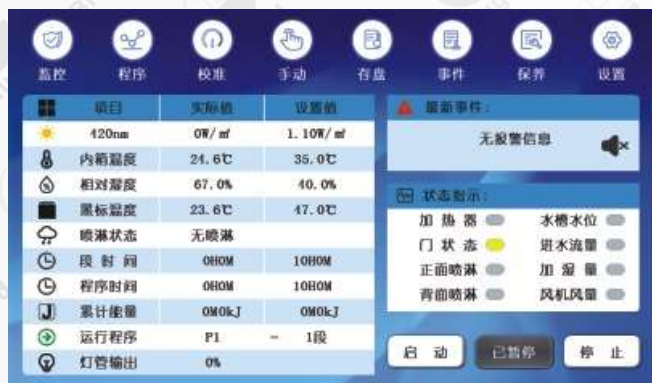 监控 程序 校准 手动 存盘 事件 保养 设置
项目 实际值 设置值
420nm 0W/㎡ 1.10W/㎡
内箱温度 24.6℃ 35.0℃
相对湿度 67.0% 40.0%
黑标温度 23.6℃ 47.0℃
喷淋状态 无喷淋
段时间 0H0M 10H0M
程序时间 0H0M 10H0M
累计能量 0M0kJ 0M0kJ
运行程序 P1 - 1段
灯管输出 0%
最新事件:
无报警信息
状态指示:
加热器 水槽水位
门状态 进水流量
正面喷淋 加湿量
背面喷淋 风机风量
启动 已暂停 停止